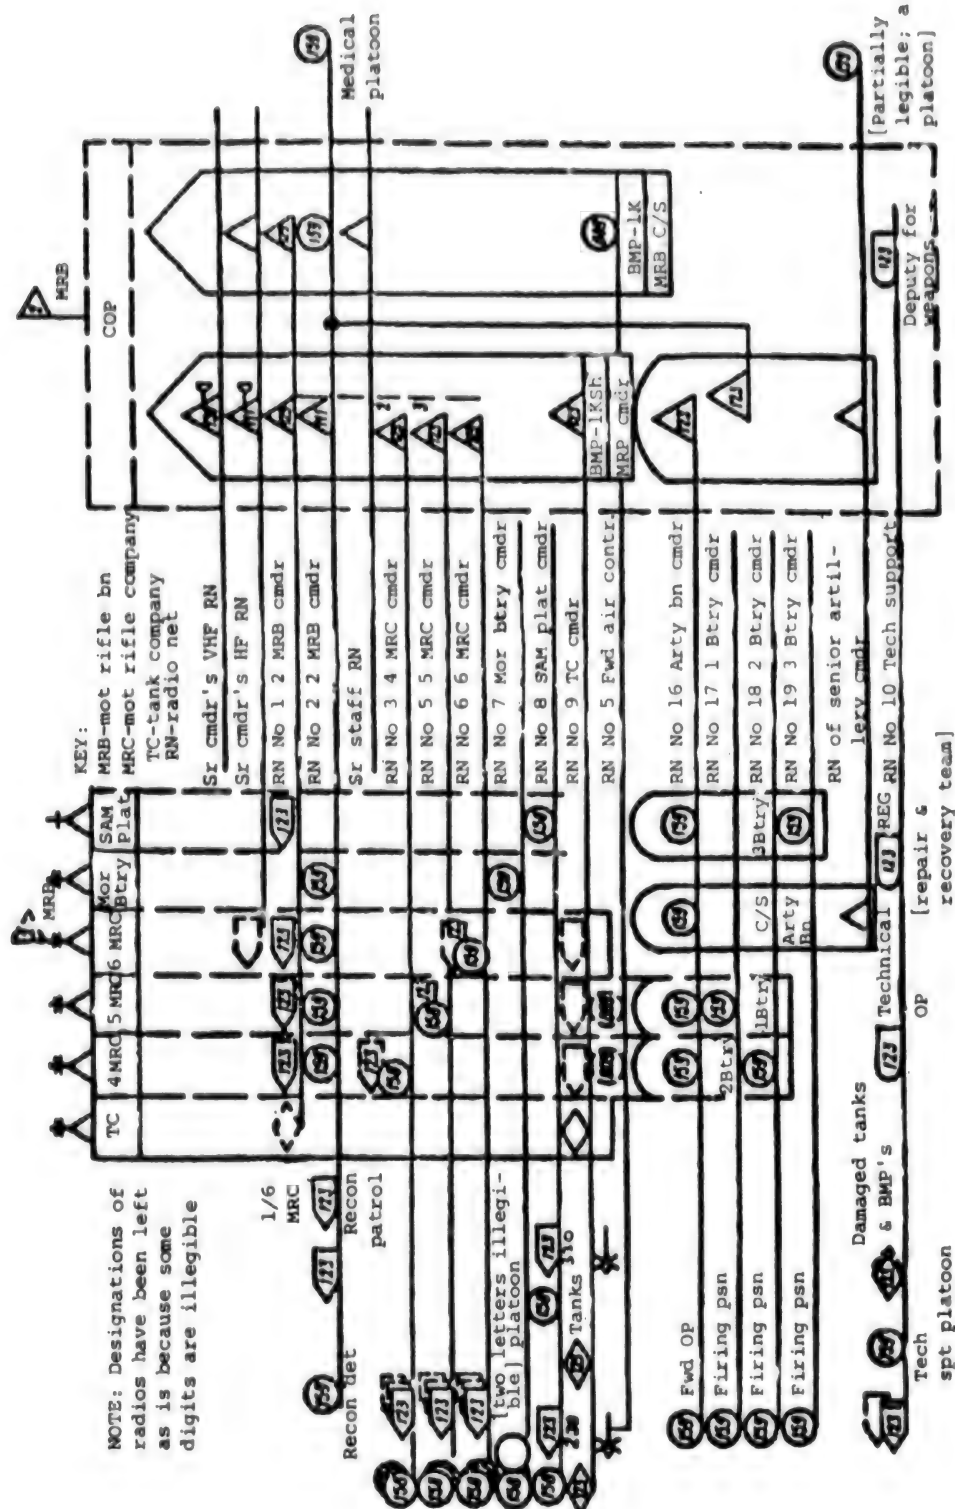 NOTE: Designations of
radios have been left
as is because some
digits are illegible
KEY:
MRB-mot rifle bn
MRC-mot rifle company
TC-tank company
RN-radio net
MRB
MRB
COP
TC
4 MRC
5 MRC
6 MRC
Mor
Btry
SAM
Plat
Sr cmdr's VHF RN
Sr cmdr's HF RN
RN No 1 2 MRB cmdr
RN No 2 2 MRB cmdr
Sr staff RN
RN No 3 4 MRC cmdr
RN No 5 5 MRC cmdr
RN No 6 6 MRC cmdr
RN No 7 Mor btry cmdr
RN No 8 SAM plat cmdr
RN No 9 TC cmdr
RN No 5 Fwd air contr.
RN No 16 Arty bn cmdr
RN No 17 1 Btry cmdr
RN No 18 2 Btry cmdr
RN No 19 3 Btry cmdr
RN of senior artil-
lery cmdr
RN No 10 Tech support
1/6
MRC
Recon
patrol
Recon det
[two letters illegi-
ble] platoon
Tanks
Fwd OP
Firing psn
Firing psn
Firing psn
2Btry
1Btry
C/S
Arty
Bn
3Btry
BMP-1KSh
MRP cmdr
BMP-1K
MRB C/S
Medical
platoon
Deputy for
weapons
[Partially
legible; a
platoon]
Damaged tanks
& BMP's
Tech
spt platoon
Technical
OP
REG
[repair &
recovery team]